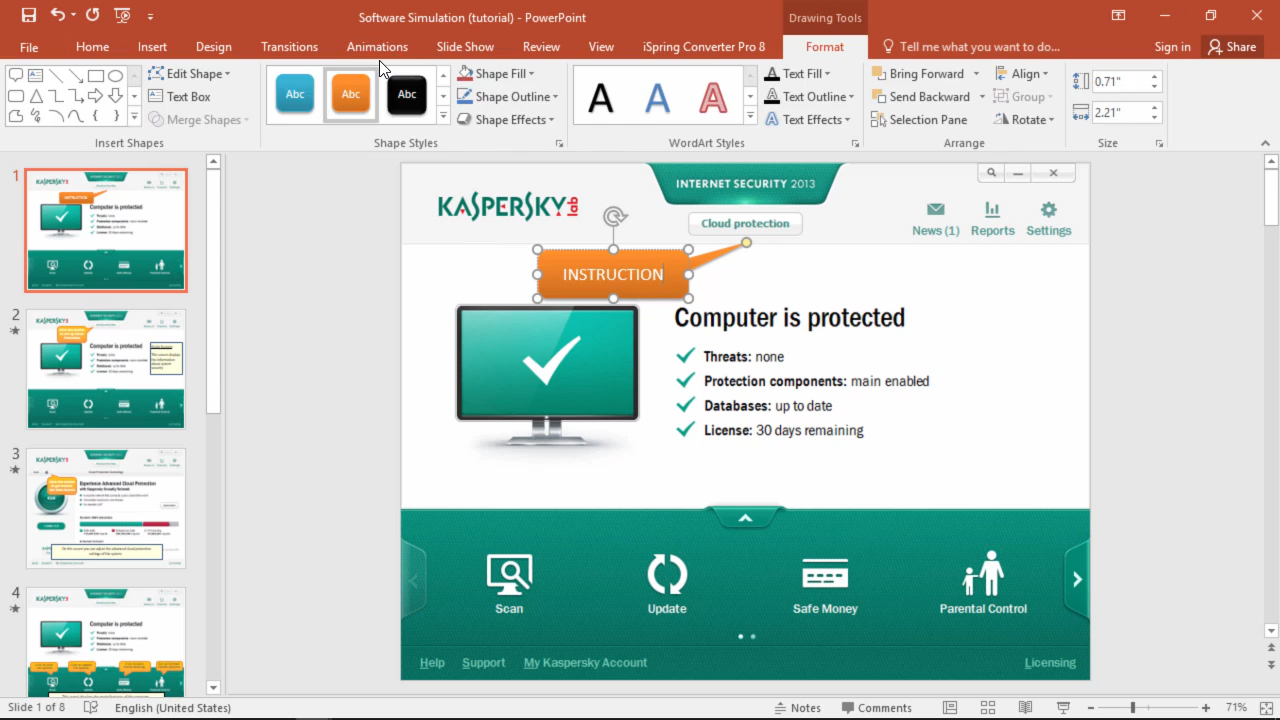 Software Simulation (tutorial) - PowerPoint
Drawing Tools
File
Home
Insert
Design
Transitions
Animations
Slide Show
Review
View
iSpring Converter Pro 8
Format
Tell me what you want to do...
Sign in
Share
Edit Shape
Text Box
Merge Shapes
Insert Shapes
Abc
Abc
Abc
Shape Fill
Shape Outline
Shape Effects
Shape Styles
A
A
A
Text Fill
Text Outline
Text Effects
WordArt Styles
Bring Forward
Send Backward
Selection Pane
Align
Group
Rotate
Arrange
0.71"
2.21"
Size
1
2
3
4
KASPERSKY lab
INTERNET SECURITY 2013
Cloud protection
News (1)
Reports
Settings
INSTRUCTION
Computer is protected
Threats: none
Protection components: main enabled
Databases: up to date
License: 30 days remaining
Scan
Update
Safe Money
Parental Control
Help
Support
My Kaspersky Account
Licensing
Slide 1 of 8
English (United States)
Notes
Comments
71%